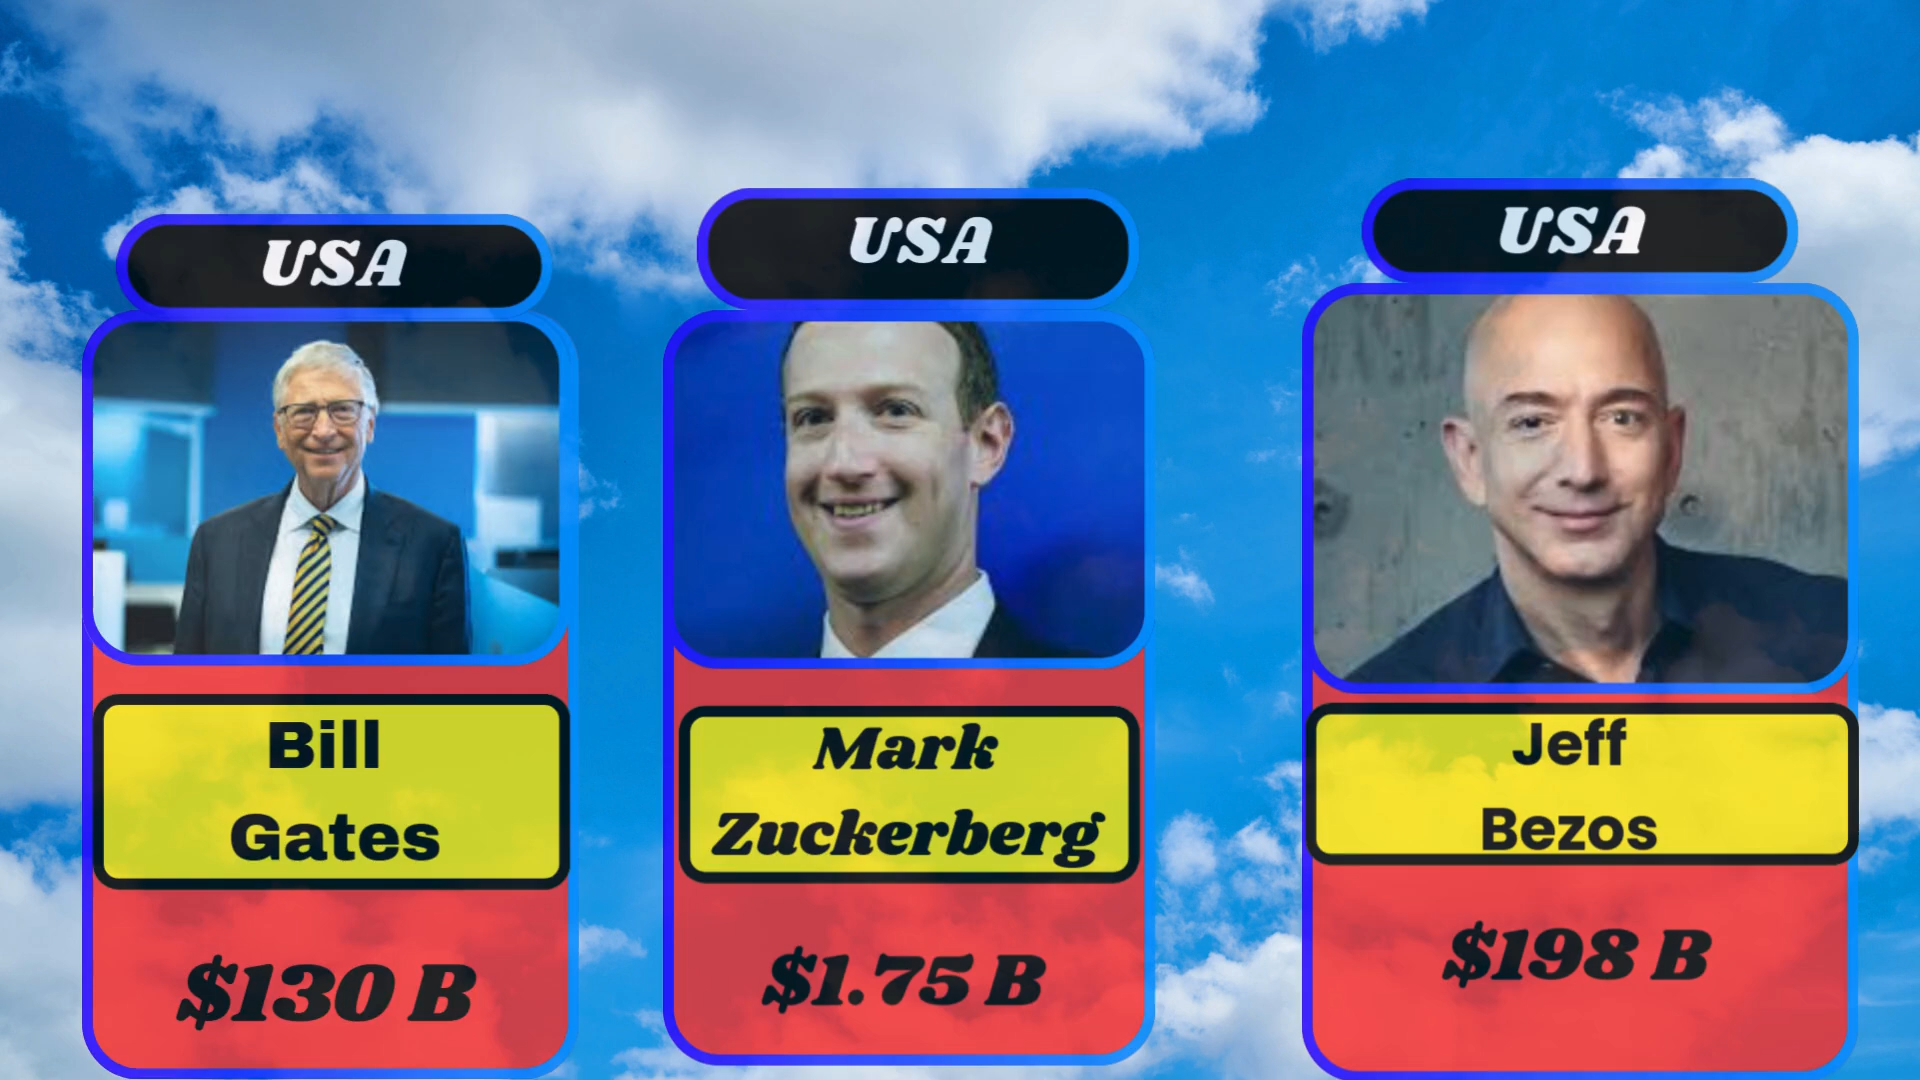 USA
Bill
Gates
$130 B
USA
Mark
Zuckerberg
$1.75 B
USA
Jeff
Bezos
$198 B